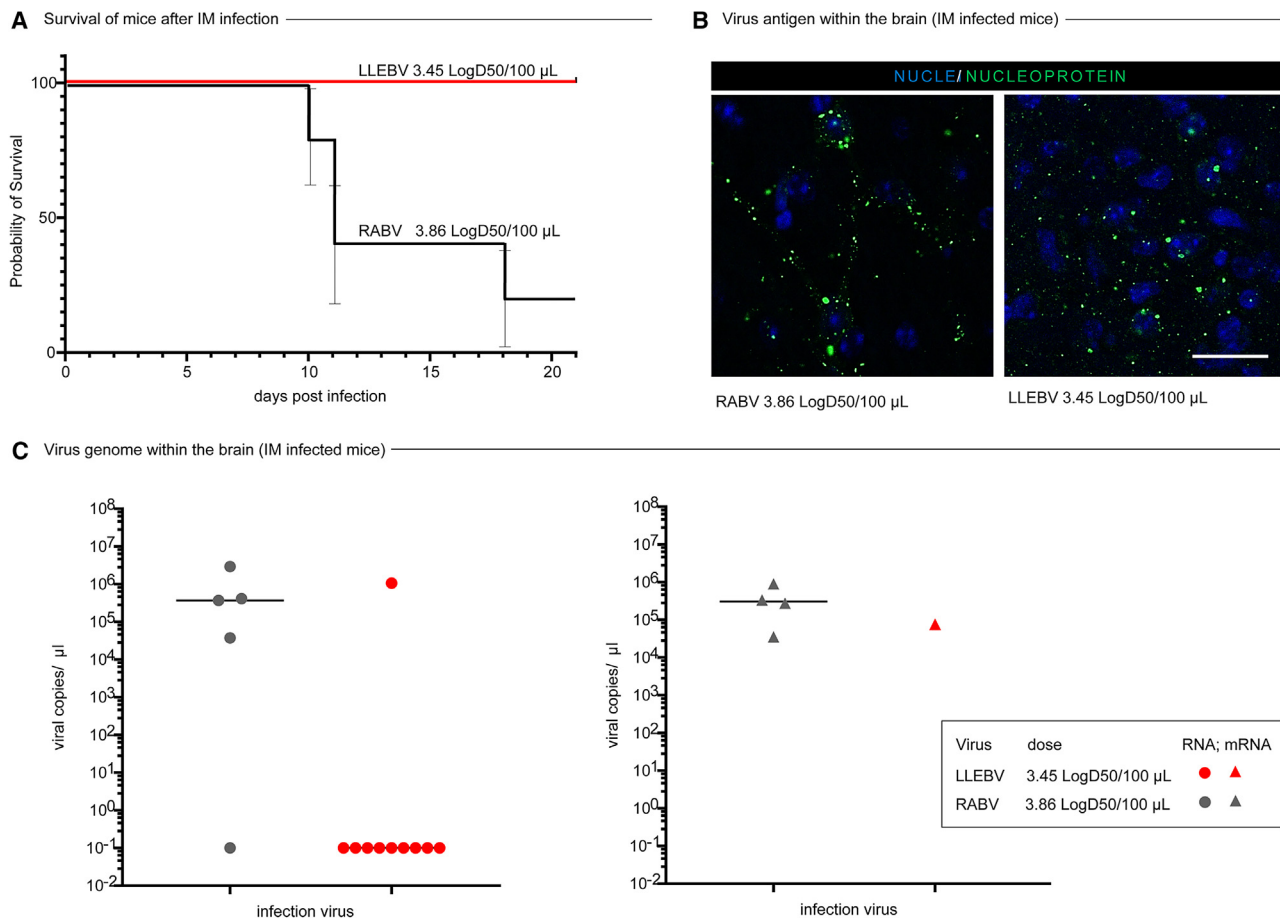 A Survival of mice after IM infection
LLEBV 3.45 LogD50/100 µL
RABV 3.86 LogD50/100 µL
Probability of Survival
100
50
0
0 5 10 15 20
days post infection
B Virus antigen within the brain (IM infected mice)
NUCLE/NUCLEOPROTEIN
RABV 3.86 LogD50/100 µL
LLEBV 3.45 LogD50/100 µL
C Virus genome within the brain (IM infected mice)
viral copies/ µl
10^8
10^7
10^6
10^5
10^4
10^3
10^2
10^1
10^0
10^-1
10^-2
infection virus
viral copies/ µl
10^8
10^7
10^6
10^5
10^4
10^3
10^2
10^1
10^0
10^-1
10^-2
infection virus
Virus dose RNA; mRNA
LLEBV 3.45 LogD50/100 µL
RABV 3.86 LogD50/100 µL